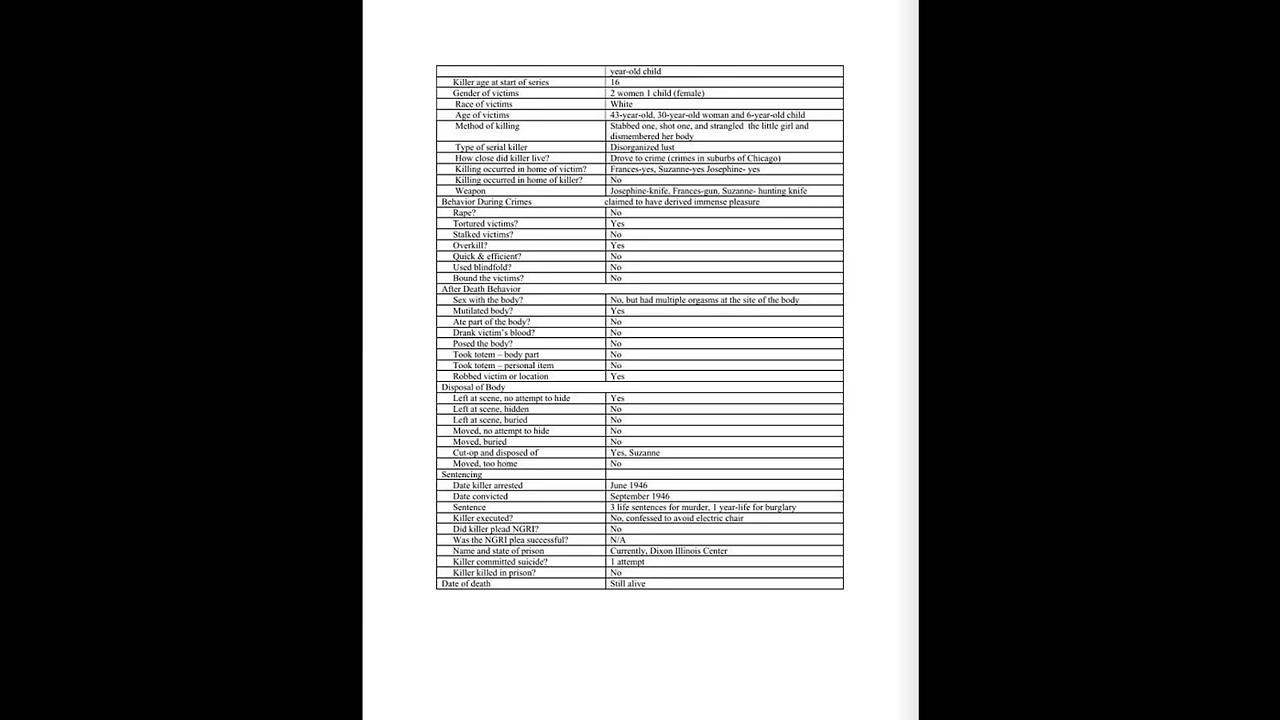 year-old child
Killer age at start of series 16
Gender of victims 2 women 1 child (female)
Race of victims White
Age of victims 43-year-old, 30-year-old woman and 6-year-old child
Method of killing Stabbed one, shot one, and strangled the little girl and
dismembered her body
Type of serial killer Disorganized lust
How close did killer live? Drove to crime (crimes in suburbs of Chicago)
Killing occurred in home of victim? Frances-yes, Suzanne-yes Josephine- yes
Killing occurred in home of killer? No
Weapon Josephine-knife, Frances-gun, Suzanne- hunting knife
Behavior During Crimes claimed to have derived immense pleasure
Rape? No
Tortured victims? Yes
Stalked victims? No
Overkill? Yes
Quick & efficient? No
Used blindfold? No
Bound the victims? No
After Death Behavior
Sex with the body? No, but had multiple orgasms at the site of the body
Mutilated body? Yes
Ate part of the body? No
Drank victim's blood? No
Posed the body? No
Took totem – body part No
Took totem – personal item No
Robbed victim or location Yes
Disposal of Body
Left at scene, no attempt to hide Yes
Left at scene, hidden No
Left at scene, buried No
Moved, no attempt to hide No
Moved, buried No
Cut-op and disposed of Yes, Suzanne
Moved, too home No
Sentencing
Date killer arrested June 1946
Date convicted September 1946
Sentence 3 life sentences for murder, 1 year-life for burglary
Killer executed? No, confessed to avoid electric chair
Did killer plead NGRI? No
Was the NGRI plea successful? N/A
Name and state of prison Currently, Dixon Illinois Center
Killer committed suicide? 1 attempt
Killer killed in prison? No
Date of death Still alive